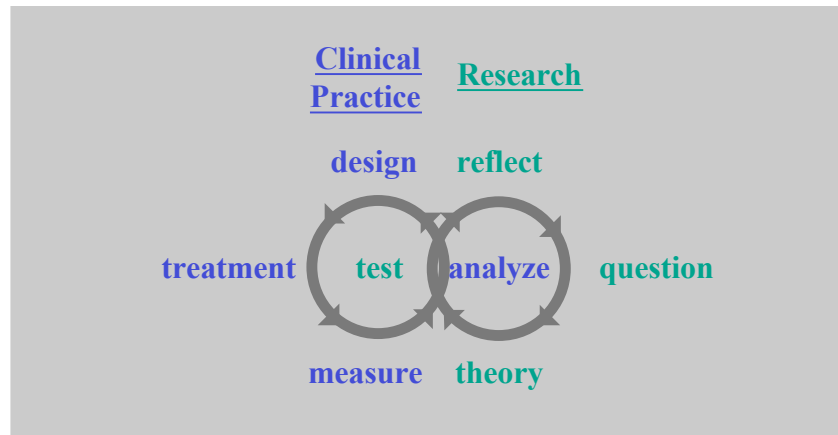 Clinical
Practice
Research
design reflect
treatment test analyze question
measure theory